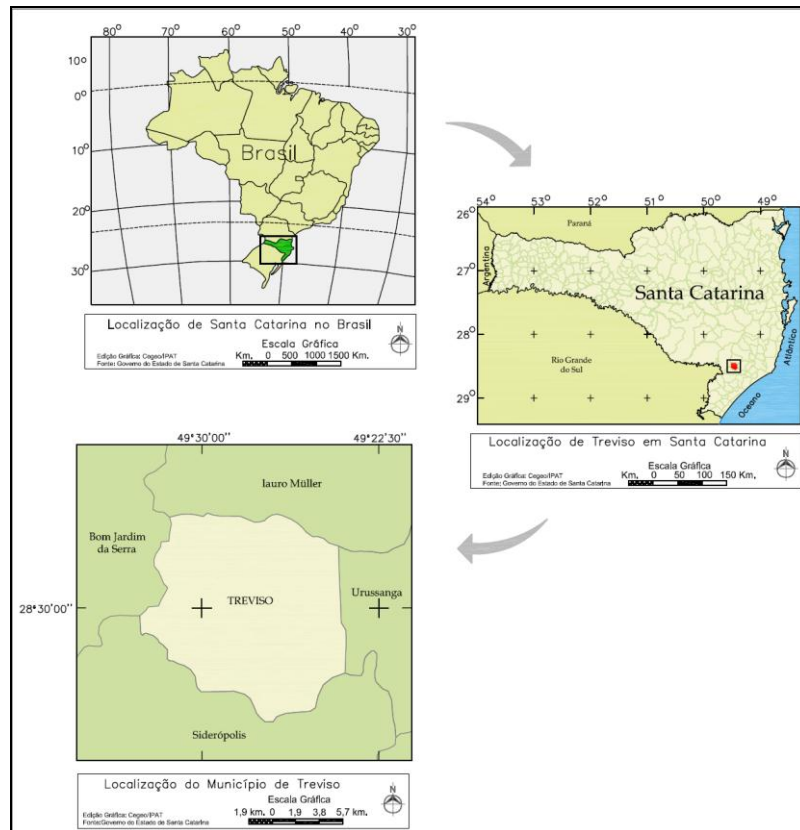 80° 70° 60° 50° 40° 30°
10°
0°
10°
20°
30°
Brasil
Localização de Santa Catarina no Brasil
Escala Gráfica
Edição Gráfica: Cegeo/IPAT
Fonte: Governo do Estado de Santa Catarina
Km. 0 500 1000 1500 Km.
N
54° 53° 52° 51° 50° 49°
26°
27°
28°
29°
Paraná
Argentina
Santa Catarina
Rio Grande
do Sul
Oceano
Atlântico
Localização de Treviso em Santa Catarina
Escala Gráfica
Edição Gráfica: Cegeo/IPAT
Fonte: Governo do Estado de Santa Catarina
Km. 0 50 100 150 Km.
N
49°30'00'' 49°22'30''
28°30'00''
Iauro Müller
Bom Jardim
da Serra
TREVISO
Urussanga
Siderópolis
Localização do Município de Treviso
Escala Gráfica
Edição Gráfica: Cegeo/IPAT
Fonte:Governo do Estado de Santa Catarina
1,9 km. 0 1,9 3,8 5,7 km.
N